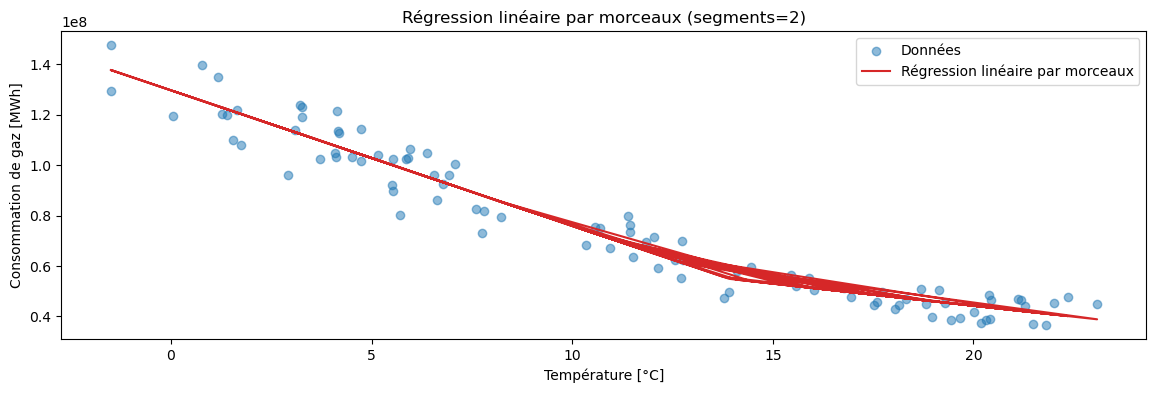 Régression linéaire par morceaux (segments=2)
1e8
Données
Régression linéaire par morceaux
1.4
1.2
1.0
0.8
0.6
0.4
Consommation de gaz [MWh]
0 5 10 15 20
Température [°C]